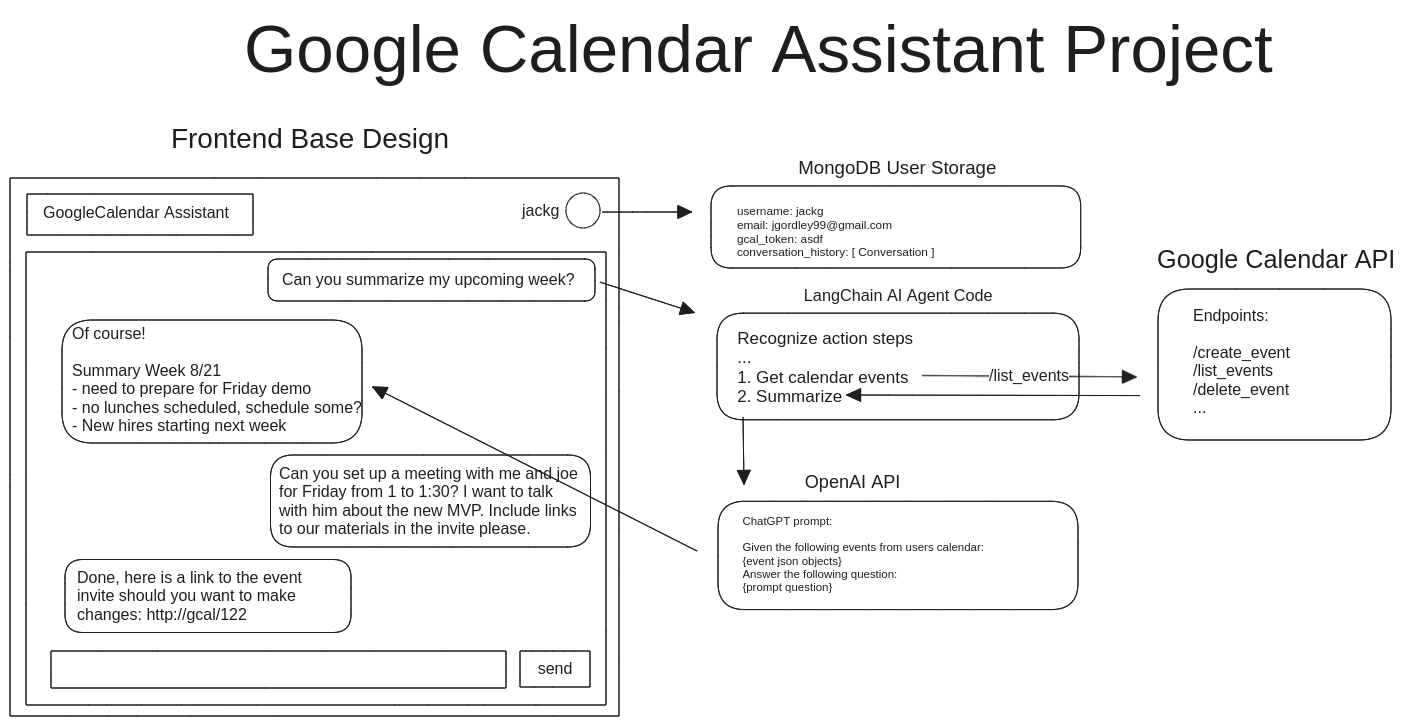 Google Calendar Assistant Project
Frontend Base Design
GoogleCalendar Assistant
jackg
Can you summarize my upcoming week?
Of course!
Summary Week 8/21
- need to prepare for Friday demo
- no lunches scheduled, schedule some?
- New hires starting next week
Can you set up a meeting with me and joe
for Friday from 1 to 1:30? I want to talk
with him about the new MVP. Include links
to our materials in the invite please.
Done, here is a link to the event
invite should you want to make
changes: http://gcal/122
send
MongoDB User Storage
username: jackg
email: jgordley99@gmail.com
gcal_token: asdf
conversation_history: [ Conversation ]
LangChain AI Agent Code
Recognize action steps
...
1. Get calendar events
/list_events
2. Summarize
Google Calendar API
Endpoints:
/create_event
/list_events
/delete_event
...
OpenAI API
ChatGPT prompt:
Given the following events from users calendar:
{event json objects}
Answer the following question:
{prompt question}